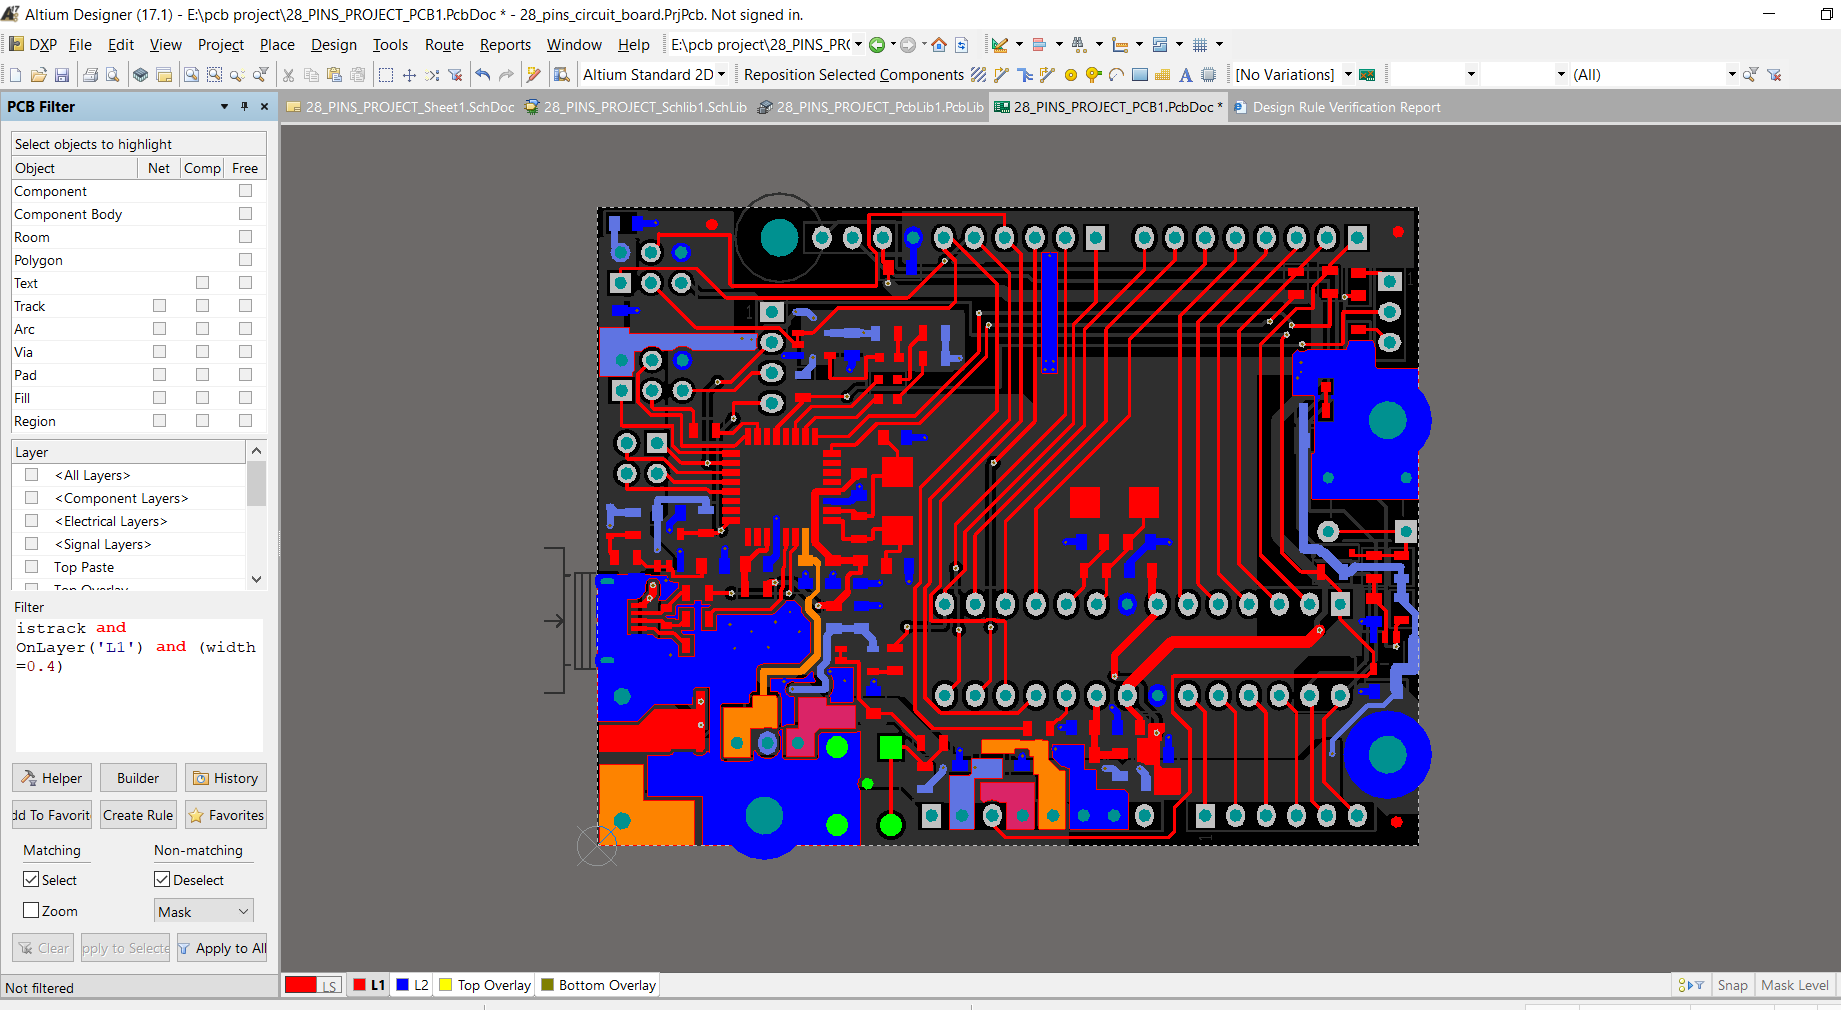 Altium Designer (17.1) - E:\pcb project\28_PINS_PROJECT_PCB1.PcbDoc * - 28_pins_circuit_board.PrjPcb. Not signed in.
DXP File Edit View Project Place Design Tools Route Reports Window Help E:\pcb project\28_PINS_PR(
Altium Standard 2D Reposition Selected Components [No Variations] (All)
PCB Filter
28_PINS_PROJECT_Sheet1.SchDoc 28_PINS_PROJECT_Schlib1.SchLib 28_PINS_PROJECT_PcbLib1.PcbLib 28_PINS_PROJECT_PCB1.PcbDoc * Design Rule Verification Report
Select objects to highlight
Object Net Comp Free
Component
Component Body
Room
Polygon
Text
Track
Arc
Via
Pad
Fill
Region
Layer
<All Layers>
<Component Layers>
<Electrical Layers>
<Signal Layers>
Top Paste
Top Overlay
Filter
istrack and
OnLayer('L1') and (width
=0.4)
Helper Builder History
dd To Favorit Create Rule Favorites
Matching Non-matching
Select Deselect
Zoom Mask
Clear pply to Selecte Apply to All
Not filtered
LS L1 L2 Top Overlay Bottom Overlay Snap Mask Level
1
1
1